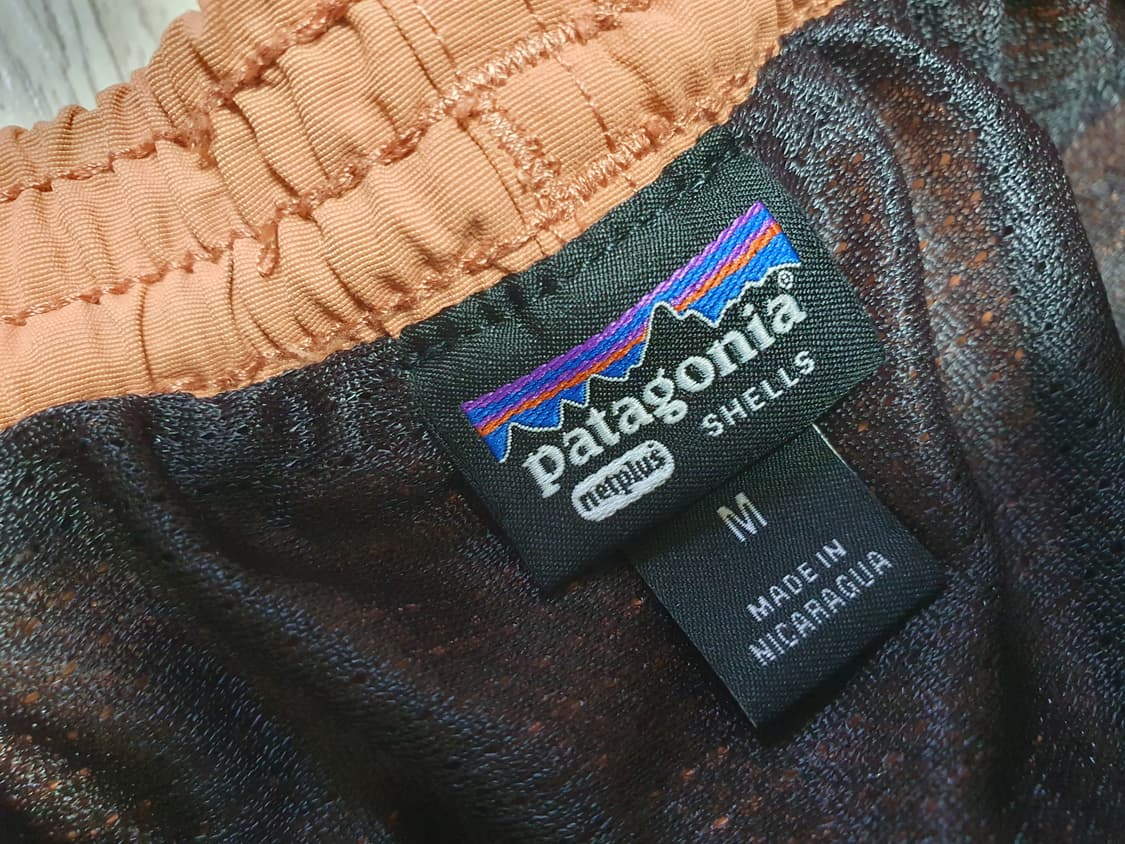 patagonia®
SHELLS
netplus
M
MADE IN
NICARAGUA